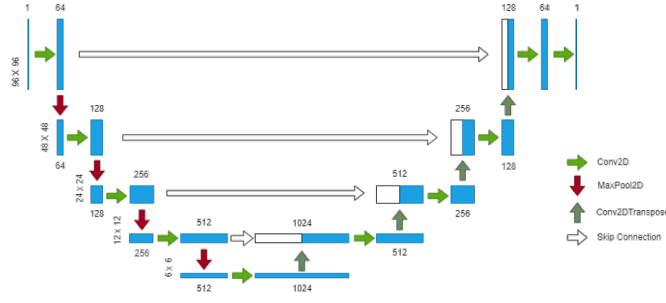 1 64 128 64 1
96 X 96
128 256
48 X 48
64 128
256 512
24 X 24
128 256
512 1024
12 X 12
256 512
6 X 6
512 1024
Conv2D
MaxPool2D
Conv2DTranspose
Skip Connection